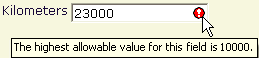 Kilometers 23000
The highest allowable value for this field is 10000.